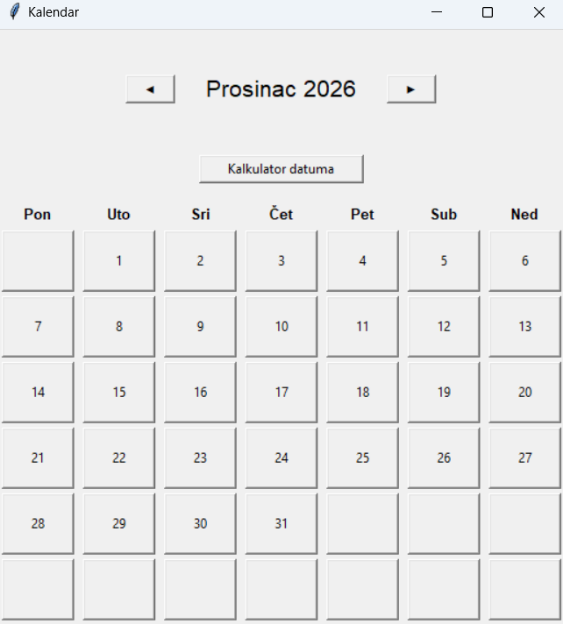 Kalendar
◄ Prosinac 2026 ►
Kalkulator datuma
Pon Uto Sri Čet Pet Sub Ned
1 2 3 4 5 6
7 8 9 10 11 12 13
14 15 16 17 18 19 20
21 22 23 24 25 26 27
28 29 30 31